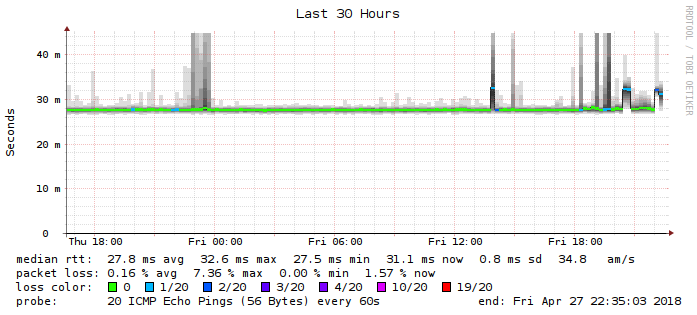 Last 30 Hours
RRDTOOL / TOBI OETIKER
Seconds
40 m
30 m
20 m
10 m
0
Thu 18:00 Fri 00:00 Fri 06:00 Fri 12:00 Fri 18:00
median rtt: 27.8 ms avg 32.6 ms max 27.5 ms min 31.1 ms now 0.8 ms sd 34.8 am/s
packet loss: 0.16 % avg 7.36 % max 0.00 % min 1.57 % now
loss color: 0 1/20 2/20 3/20 4/20 10/20 19/20
probe: 20 ICMP Echo Pings (56 Bytes) every 60s end: Fri Apr 27 22:35:03 2018